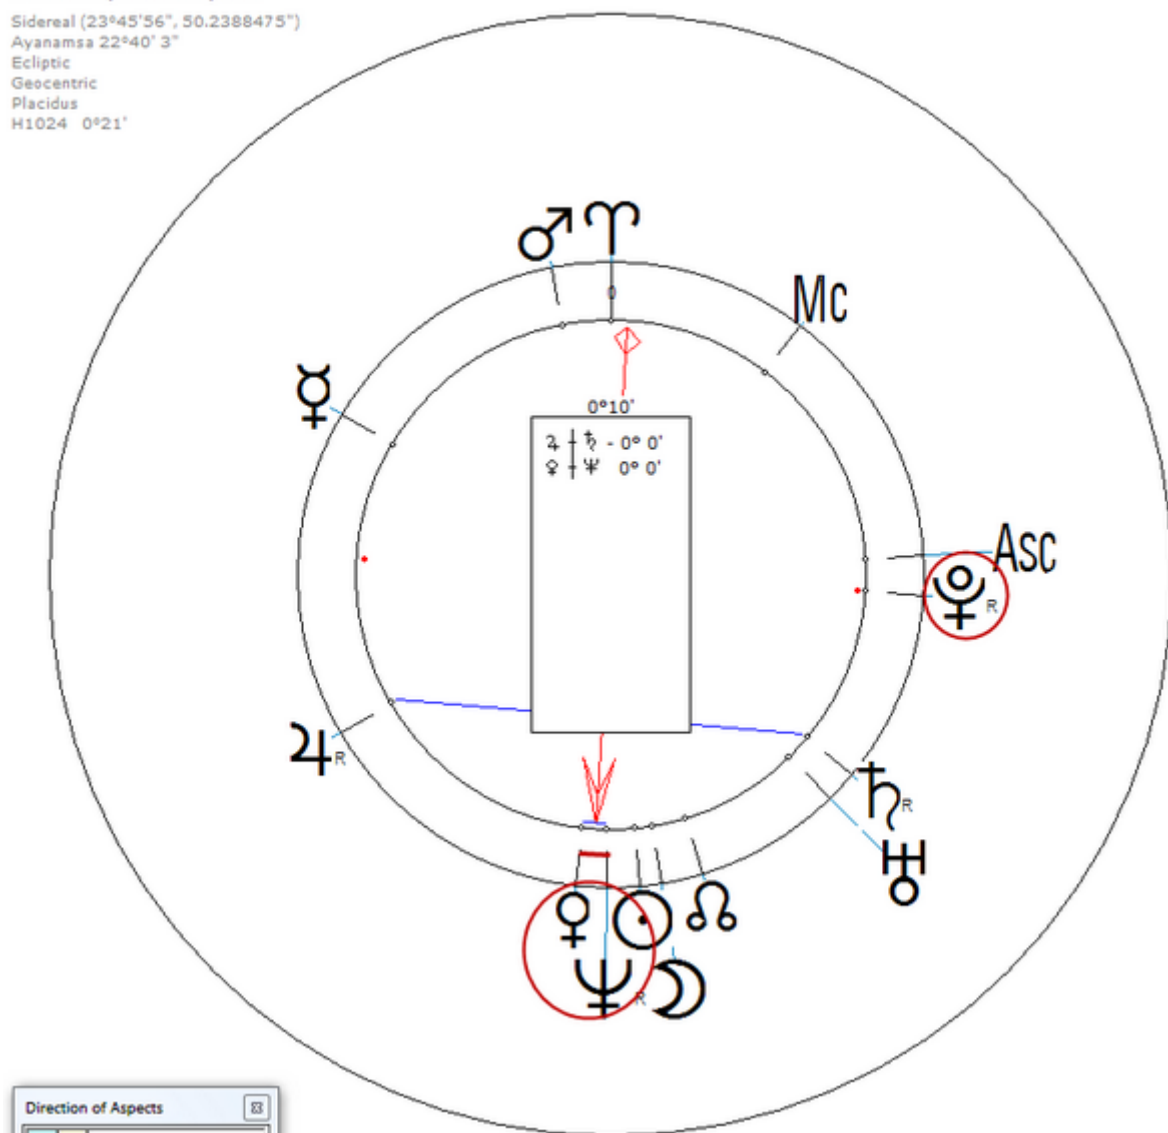 Sidereal (23°45'56", 50.2388475")
Ayanamsa 22°40' 3"
Ecliptic
Geocentric
Placidus
H1024 0°21'
♂ ♈
0
Mc
☿
0°10'
♃ ┼ ♄ - 0° 0'
♀ ┼ ♆ 0° 0'
Asc
♇ R
♃ R
♄ R
♅
♀ ☉ ☊
♆ R ☽
Direction of Aspects